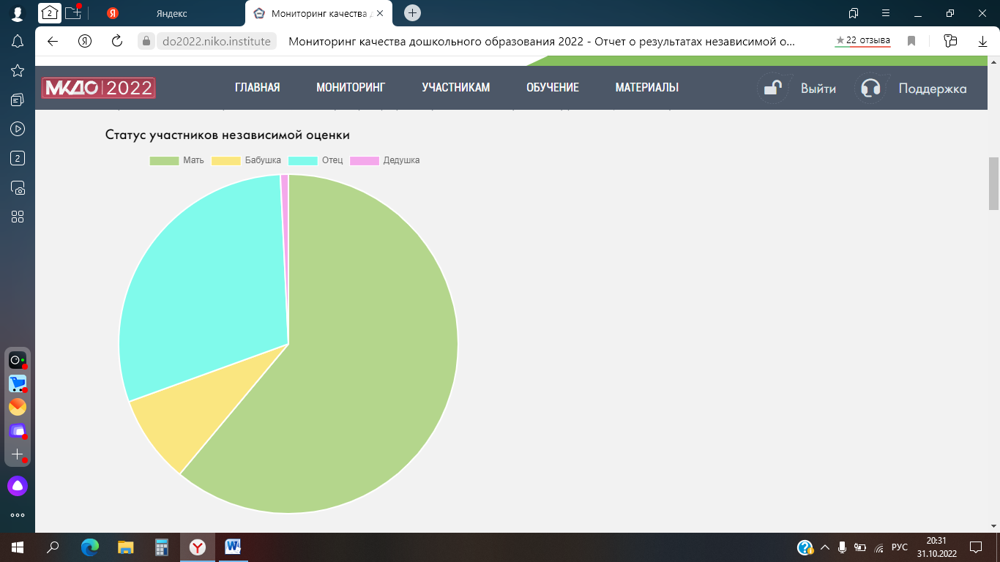 Яндекс
Мониторинг качества д
do2022.niko.institute
Мониторинг качества дошкольного образования 2022 - Отчет о результатах независимой о...
★22 отзыва
МКДО|2022
ГЛАВНАЯ
МОНИТОРИНГ
УЧАСТНИКАМ
ОБУЧЕНИЕ
МАТЕРИАЛЫ
Выйти
Поддержка
Статус участников независимой оценки
Мать
Бабушка
Отец
Дедушка
2
РУС
20:31
31.10.2022